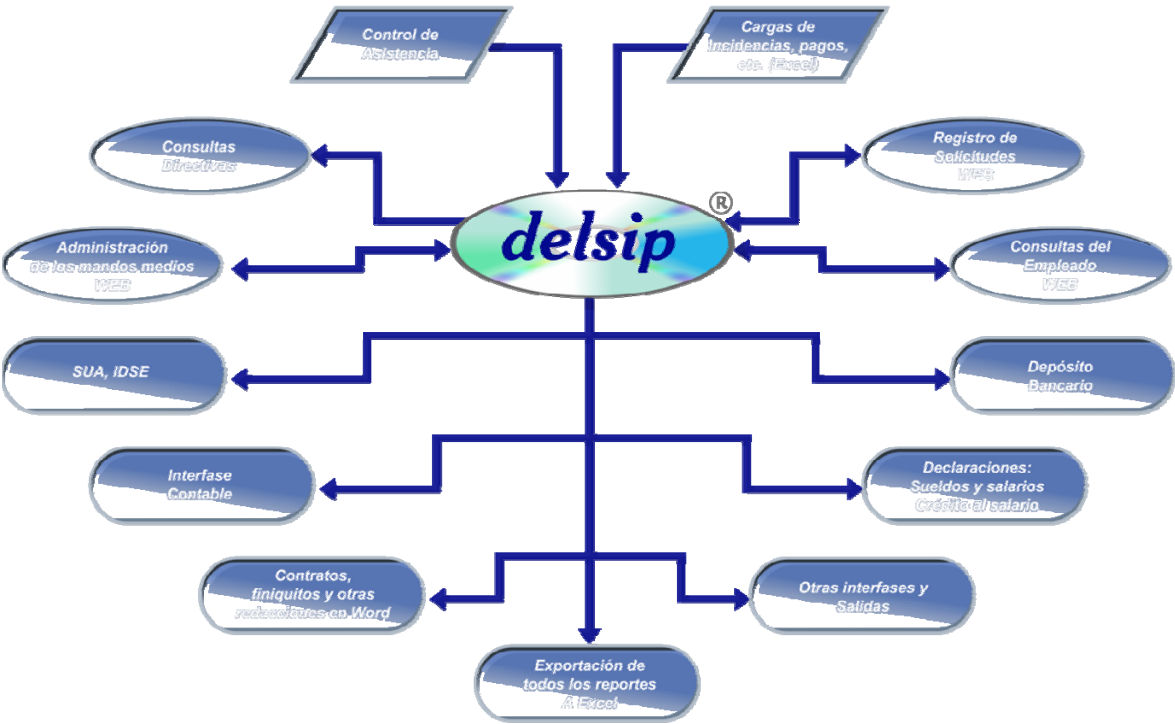 Control de
Asistencia
Cargas de
Incidencias, pagos,
etc. (Excel)
Consultas
Directivas
Registro de
Solicitudes
WEB
delsip ®
Administración
de los mandos medios
WEB
Consultas del
Empleado
WEB
SUA, IDSE
Depósito
Bancario
Interfase
Contable
Declaraciones:
Sueldos y salarios
Crédito al salario
Contratos,
finiquitos y otras
redacciones en Word
Otras interfases y
Salidas
Exportación de
todos los reportes
A Excel